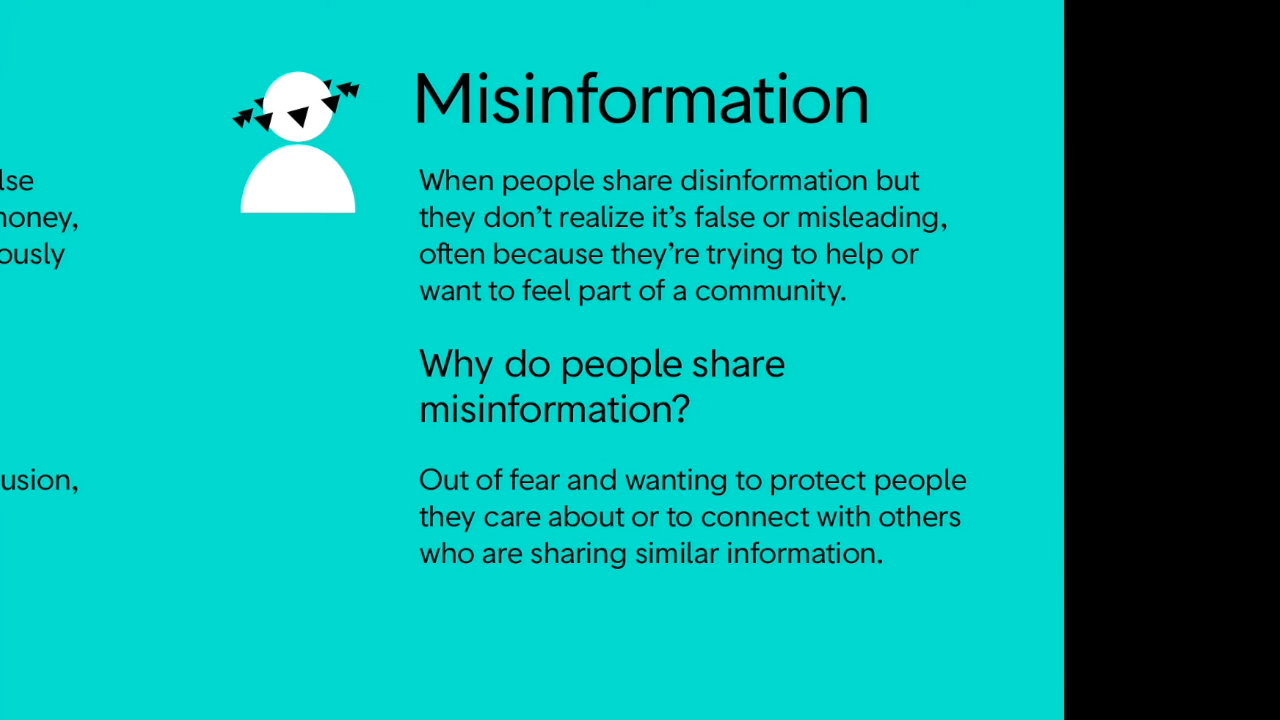 Misinformation
When people share disinformation but
they don't realize it's false or misleading,
often because they're trying to help or
want to feel part of a community.
Why do people share
misinformation?
Out of fear and wanting to protect people
they care about or to connect with others
who are sharing similar information.